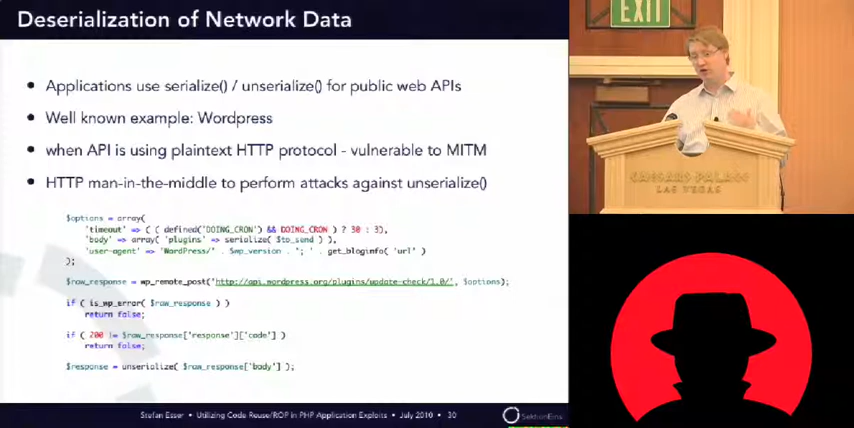 Deserialization of Network Data
EXIT
• Applications use serialize() / unserialize() for public web APIs
• Well known example: Wordpress
• when API is using plaintext HTTP protocol - vulnerable to MITM
• HTTP man-in-the-middle to perform attacks against unserialize()
$options = array(
'timeout' => ( ( defined('DOING_CRON') && DOING_CRON ) ? 30 : 3),
'body' => array( 'plugins' => serialize( $to_send ) ),
'user-agent' => 'WordPress/' . $wp_version . '; ' . get_bloginfo( 'url' )
);
$raw_response = wp_remote_post('http://api.wordpress.org/plugins/update-check/1.0/', $options);
if ( is_wp_error( $raw_response ) )
return false;
if ( 200 != $raw_response['response']['code'] )
return false;
$response = unserialize( $raw_response['body'] );
CAESARS PALACE
LAS VEGAS
Stefan Esser • Utilizing Code Reuse/ROP in PHP Application Exploits • July 2010 • 30
SektionEins